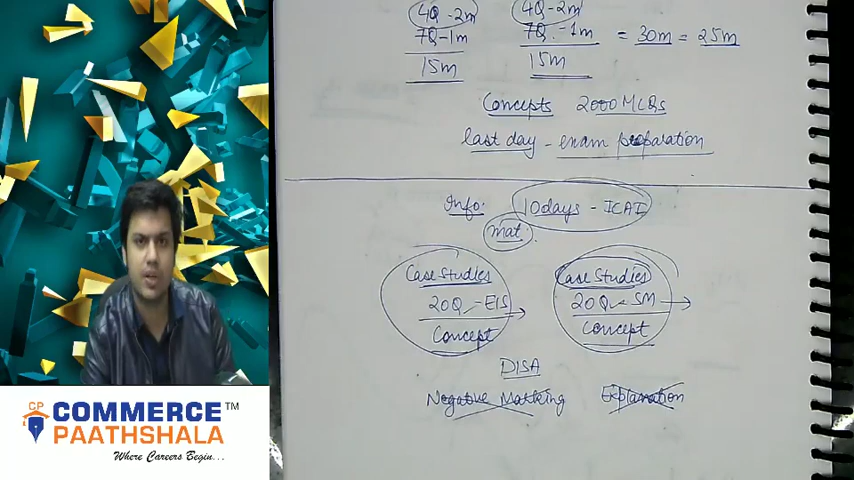 4Q-2m 4Q-2m
7Q-1m 7Q.-1m = 30m = 25m
15m 15m
Concepts 2000 MCQs
last day - exam preparation
Info: 10days - ICAI
mat.
Case Studies Case Studies
20Q - EIS 20Q - SM
Concept Concept
DISA
Negative Marking Explanation
CP COMMERCE™
PAATHSHALA
Where Careers Begin...